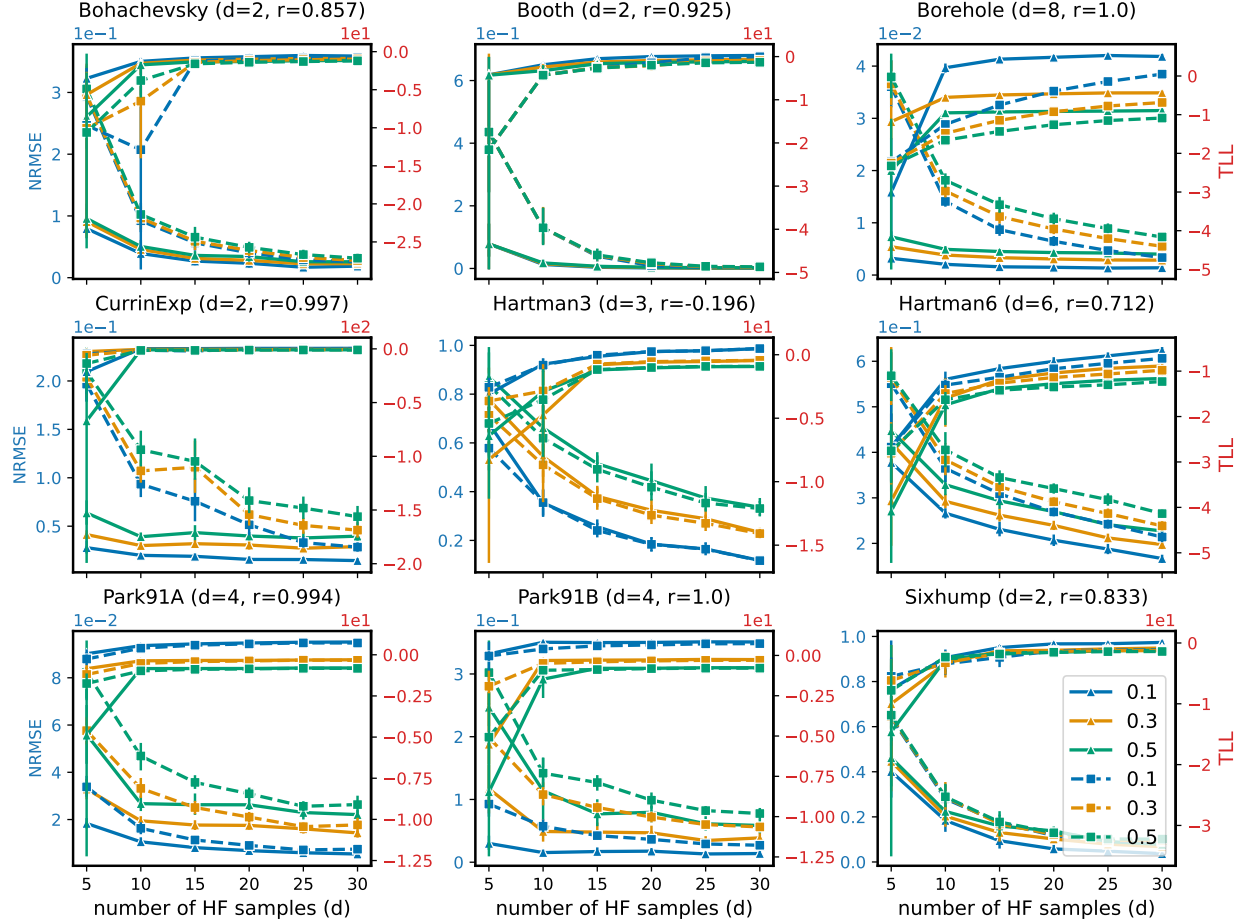 Bohachevsky (d=2, r=0.857)
1e−1
1e1
3
2
1
0
NRMSE
0.0
−0.5
−1.0
−1.5
−2.0
−2.5
Booth (d=2, r=0.925)
1e−1
1e1
6
4
2
0
0
−1
−2
−3
−4
−5
Borehole (d=8, r=1.0)
1e−2
4
3
2
1
0
0
−1
−2
−3
−4
−5
TLL
CurrinExp (d=2, r=0.997)
1e−1
1e2
2.0
1.5
1.0
0.5
NRMSE
0.0
−0.5
−1.0
−1.5
−2.0
Hartman3 (d=3, r=-0.196)
1e1
1.0
0.8
0.6
0.4
0.2
0.0
−0.5
−1.0
−1.5
Hartman6 (d=6, r=0.712)
1e−1
6
5
4
3
2
−1
−2
−3
−4
−5
TLL
Park91A (d=4, r=0.994)
1e−2
1e1
8
6
4
2
NRMSE
0.00
−0.25
−0.50
−0.75
−1.00
−1.25
5 10 15 20 25 30
number of HF samples (d)
Park91B (d=4, r=1.0)
1e−1
1e1
3
2
1
0
0.00
−0.25
−0.50
−0.75
−1.00
−1.25
5 10 15 20 25 30
number of HF samples (d)
Sixhump (d=2, r=0.833)
1e1
1.0
0.8
0.6
0.4
0.2
0.0
0
−1
−2
−3
TLL
0.1
0.3
0.5
0.1
0.3
0.5
5 10 15 20 25 30
number of HF samples (d)